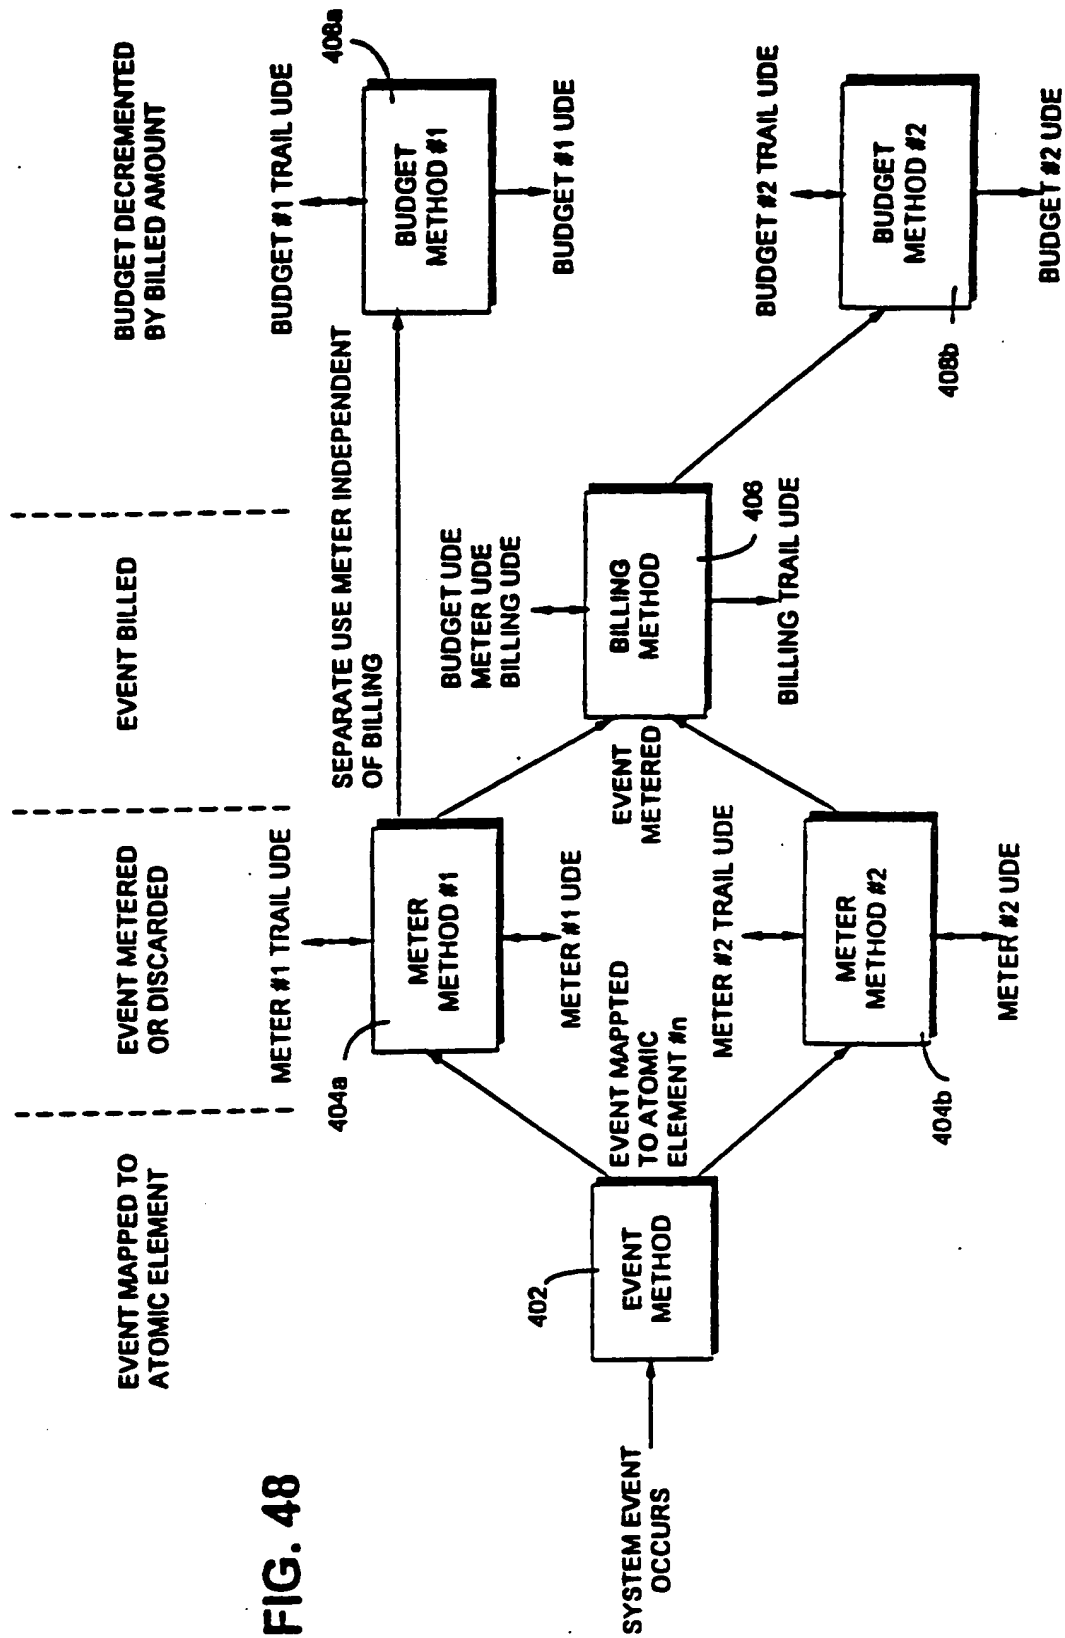 FIG. 48
EVENT MAPPED TO
ATOMIC ELEMENT
EVENT METERED
OR DISCARDED
EVENT BILLED
BUDGET DECREMENTED
BY BILLED AMOUNT
SYSTEM EVENT
OCCURS
402
EVENT
METHOD
EVENT MAPPTED
TO ATOMIC
ELEMENT #n
METER #1 TRAIL UDE
404a
METER
METHOD #1
METER #1 UDE
METER #2 TRAIL UDE
METER
METHOD #2
404b
METER #2 UDE
SEPARATE USE METER INDEPENDENT
OF BILLING
EVENT
METERED
BUDGET UDE
METER UDE
BILLING UDE
BILLING
METHOD
406
BILLING TRAIL UDE
BUDGET #1 TRAIL UDE
408a
BUDGET
METHOD #1
BUDGET #1 UDE
BUDGET #2 TRAIL UDE
BUDGET
METHOD #2
408b
BUDGET #2 UDE